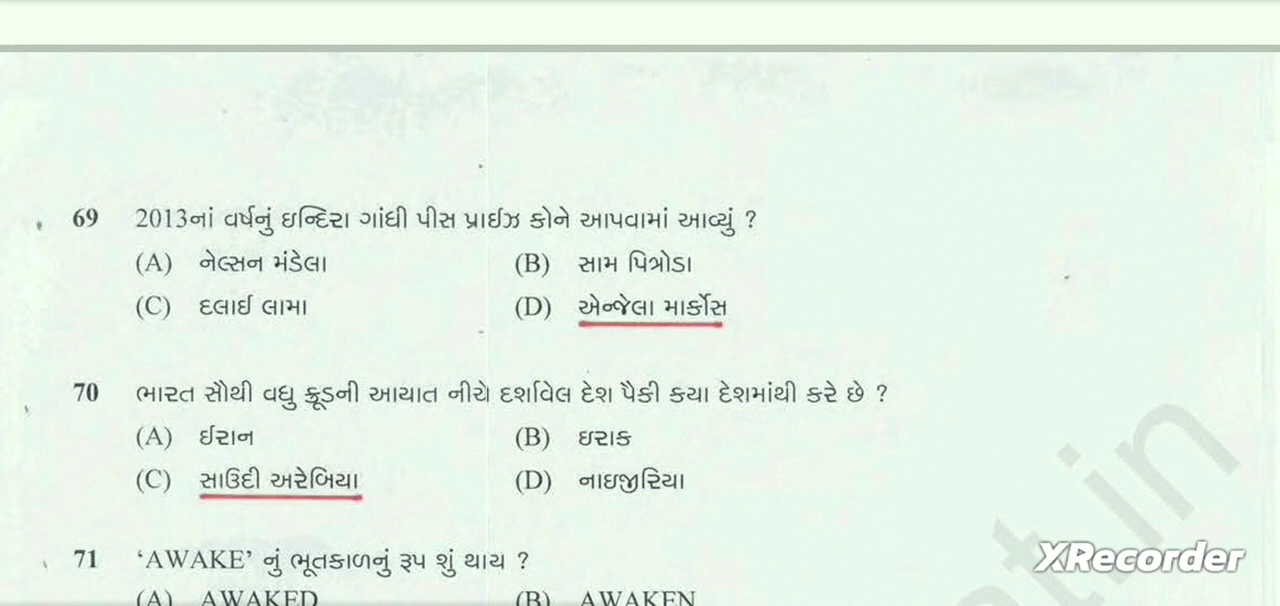 69 2013નાં વર્ષનું ઇન્દિરા ગાંધી પીસ પ્રાઈઝ કોને આપવામાં આવ્યું ?
(A) નેલ્સન મંડેલા (B) સામ પિત્રોડા
(C) દલાઈ લામા (D) એન્જેલા માર્કોસ
70 ભારત સૌથી વધુ ક્રૂડની આયાત નીચે દર્શાવેલ દેશ પૈકી કયા દેશમાંથી કરે છે ?
(A) ઈરાન (B) ઇરાક
(C) સાઉદી અરેબિયા (D) નાઇજીરિયા
71 ‘AWAKE’ નું ભૂતકાળનું રૂપ શું થાય ?
(A) AWAKED (B) AWAKEN
XRecorder